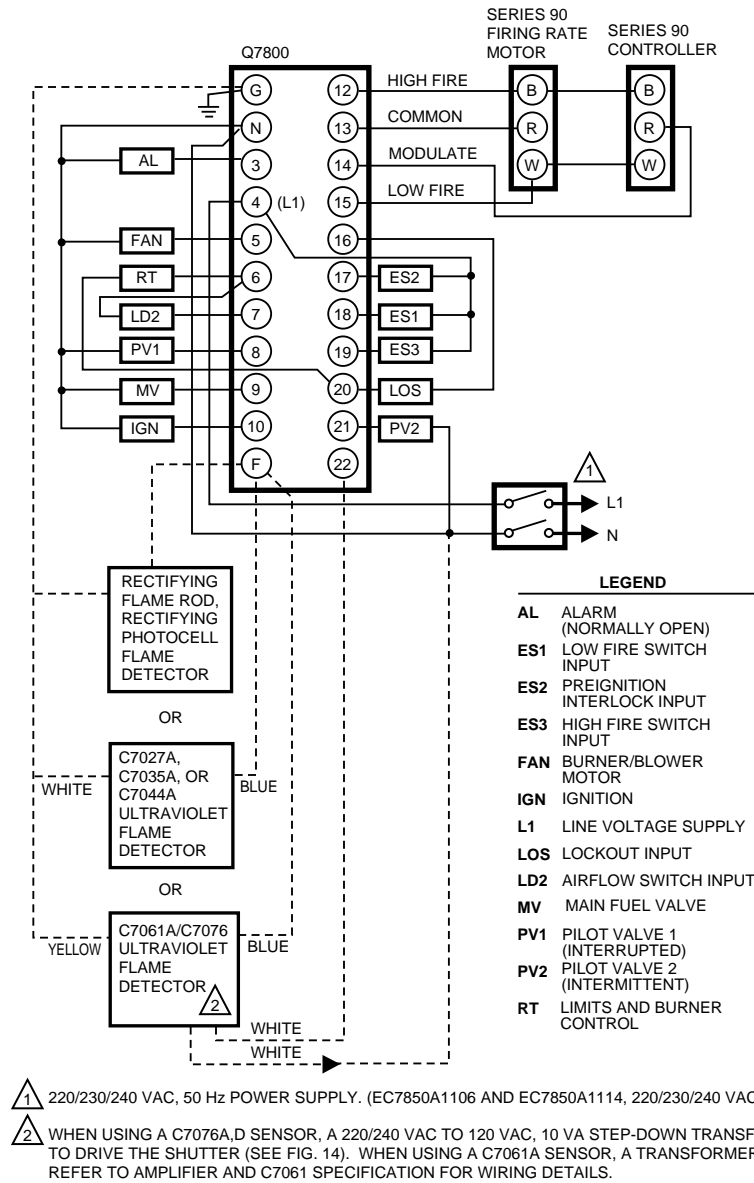 SERIES 90
FIRING RATE
MOTOR
SERIES 90
CONTROLLER
Q7800
G
12
HIGH FIRE
B
B
N
13
COMMON
R
R
AL
3
14
MODULATE
W
W
4
(L1)
15
LOW FIRE
FAN
5
16
RT
6
17
ES2
LD2
7
18
ES1
PV1
8
19
ES3
MV
9
20
LOS
IGN
10
21
PV2
F
22
1
L1
N
RECTIFYING
FLAME ROD,
RECTIFYING
PHOTOCELL
FLAME
DETECTOR
OR
C7027A,
C7035A, OR
C7044A
ULTRAVIOLET
FLAME
DETECTOR
WHITE
BLUE
OR
C7061A/C7076
ULTRAVIOLET
FLAME
DETECTOR
2
YELLOW
BLUE
WHITE
WHITE
LEGEND
AL ALARM
(NORMALLY OPEN)
ES1 LOW FIRE SWITCH
INPUT
ES2 PREIGNITION
INTERLOCK INPUT
ES3 HIGH FIRE SWITCH
INPUT
FAN BURNER/BLOWER
MOTOR
IGN IGNITION
L1 LINE VOLTAGE SUPPLY
LOS LOCKOUT INPUT
LD2 AIRFLOW SWITCH INPUT
MV MAIN FUEL VALVE
PV1 PILOT VALVE 1
(INTERRUPTED)
PV2 PILOT VALVE 2
(INTERMITTENT)
RT LIMITS AND BURNER
CONTROL
1 220/230/240 VAC, 50 Hz POWER SUPPLY. (EC7850A1106 AND EC7850A1114, 220/230/240 VAC
2 WHEN USING A C7076A,D SENSOR, A 220/240 VAC TO 120 VAC, 10 VA STEP-DOWN TRANSF
TO DRIVE THE SHUTTER (SEE FIG. 14). WHEN USING A C7061A SENSOR, A TRANSFORMER
REFER TO AMPLIFIER AND C7061 SPECIFICATION FOR WIRING DETAILS.